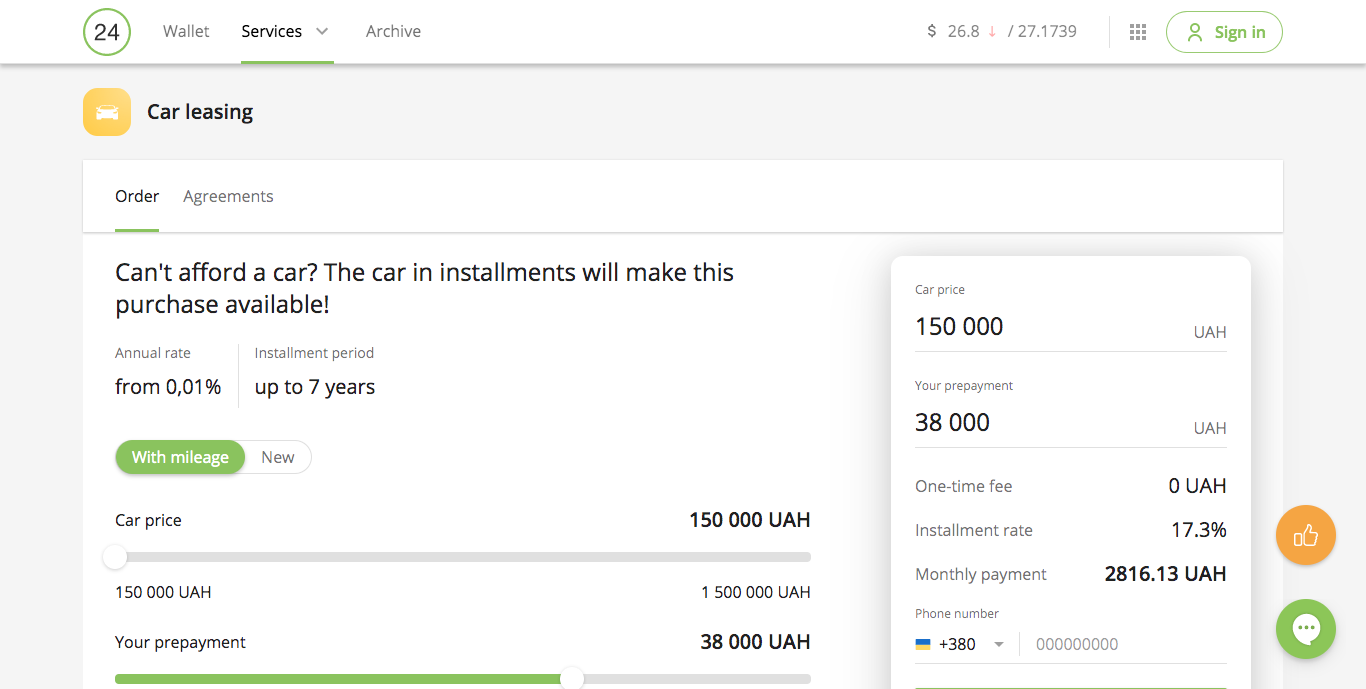 24
Wallet
Services
Archive
$ 26.8 ↓ / 27.1739
Sign in
Car leasing
Order
Agreements
Can't afford a car? The car in installments will make this
purchase available!
Annual rate
from 0,01%
Installment period
up to 7 years
With mileage
New
Car price
150 000 UAH
150 000 UAH
1 500 000 UAH
Your prepayment
38 000 UAH
Car price
150 000 UAH
Your prepayment
38 000 UAH
One-time fee 0 UAH
Installment rate 17.3%
Monthly payment 2816.13 UAH
Phone number
+380 000000000